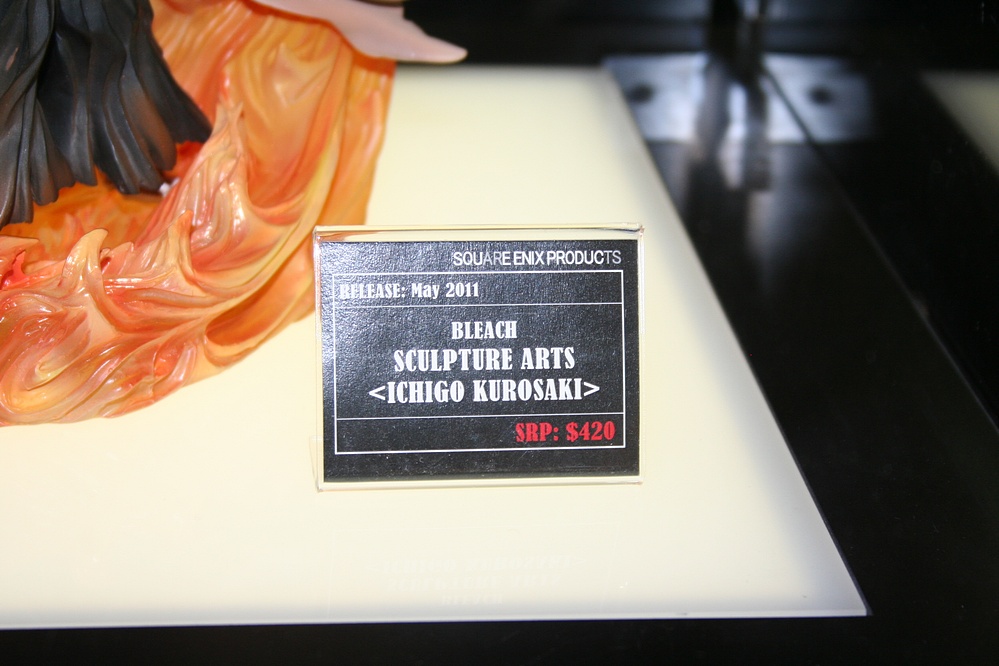 SQUARE ENIX PRODUCTS
RELEASE: May 2011
BLEACH
SCULPTURE ARTS
<ICHIGO KUROSAKI>
SRP: $420